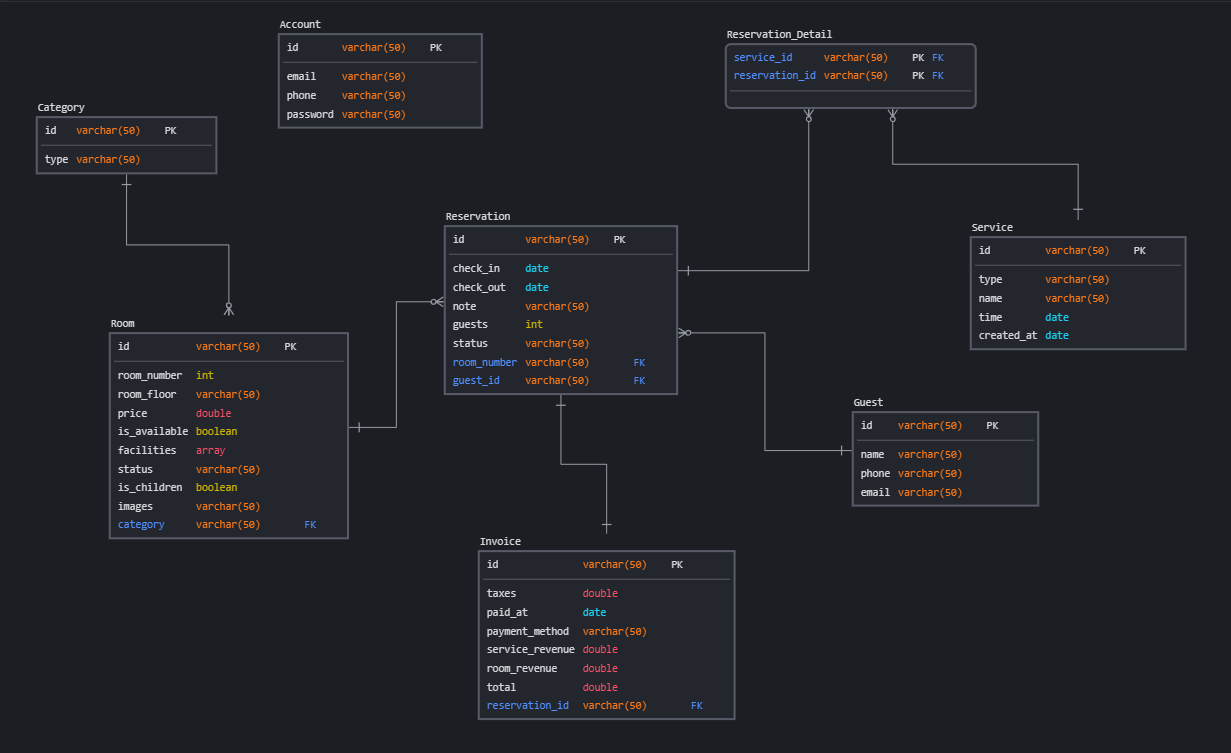 Account
id varchar(50) PK
email varchar(50)
phone varchar(50)
password varchar(50)
Reservation_Detail
service_id varchar(50) PK FK
reservation_id varchar(50) PK FK
Category
id varchar(50) PK
type varchar(50)
Reservation
id varchar(50) PK
check_in date
check_out date
note varchar(50)
guests int
status varchar(50)
room_number varchar(50) FK
guest_id varchar(50) FK
Service
id varchar(50) PK
type varchar(50)
name varchar(50)
time date
created_at date
Room
id varchar(50) PK
room_number int
room_floor varchar(50)
price double
is_available boolean
facilities array
status varchar(50)
is_children boolean
images varchar(50)
category varchar(50) FK
Guest
id varchar(50) PK
name varchar(50)
phone varchar(50)
email varchar(50)
Invoice
id varchar(50) PK
taxes double
paid_at date
payment_method varchar(50)
service_revenue double
room_revenue double
total double
reservation_id varchar(50) FK